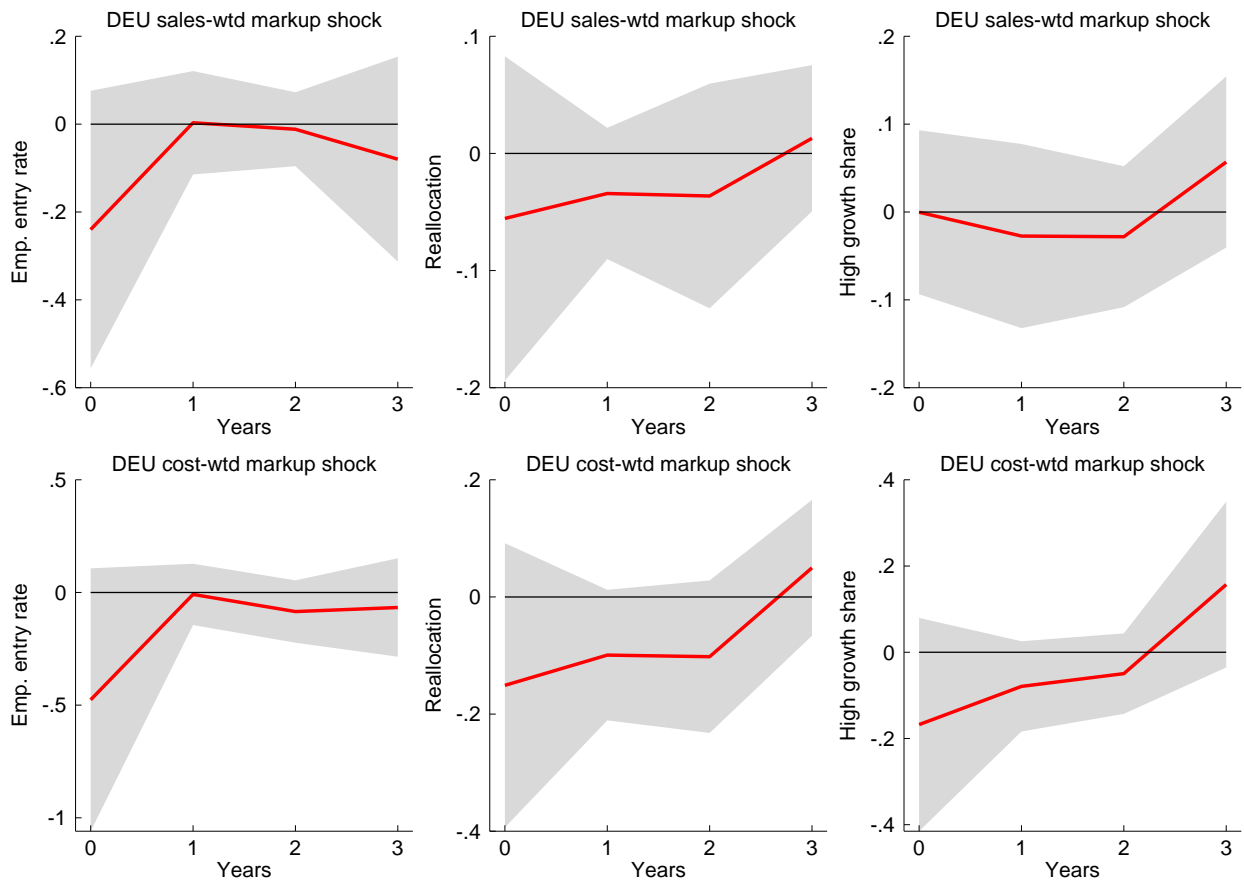 DEU sales-wtd markup shock
Emp. entry rate
.2
0
-.2
-.4
-.6
0 1 2 3
Years
DEU sales-wtd markup shock
Reallocation
.1
0
-.1
-.2
0 1 2 3
Years
DEU sales-wtd markup shock
High growth share
.2
.1
0
-.1
-.2
0 1 2 3
Years
DEU cost-wtd markup shock
Emp. entry rate
.5
0
-.5
-1
0 1 2 3
Years
DEU cost-wtd markup shock
Reallocation
.2
0
-.2
-.4
0 1 2 3
Years
DEU cost-wtd markup shock
High growth share
.4
.2
0
-.2
-.4
0 1 2 3
Years